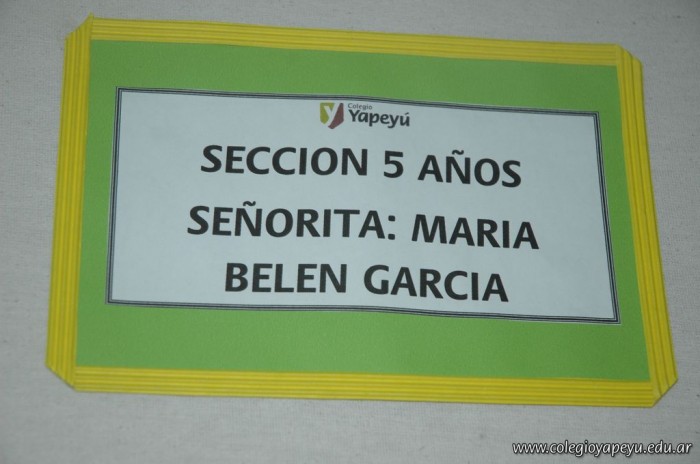 Colegio
Yapeyú
SECCION 5 AÑOS
SEÑORITA: MARIA
BELEN GARCIA
www.colegioyapeyu.edu.ar